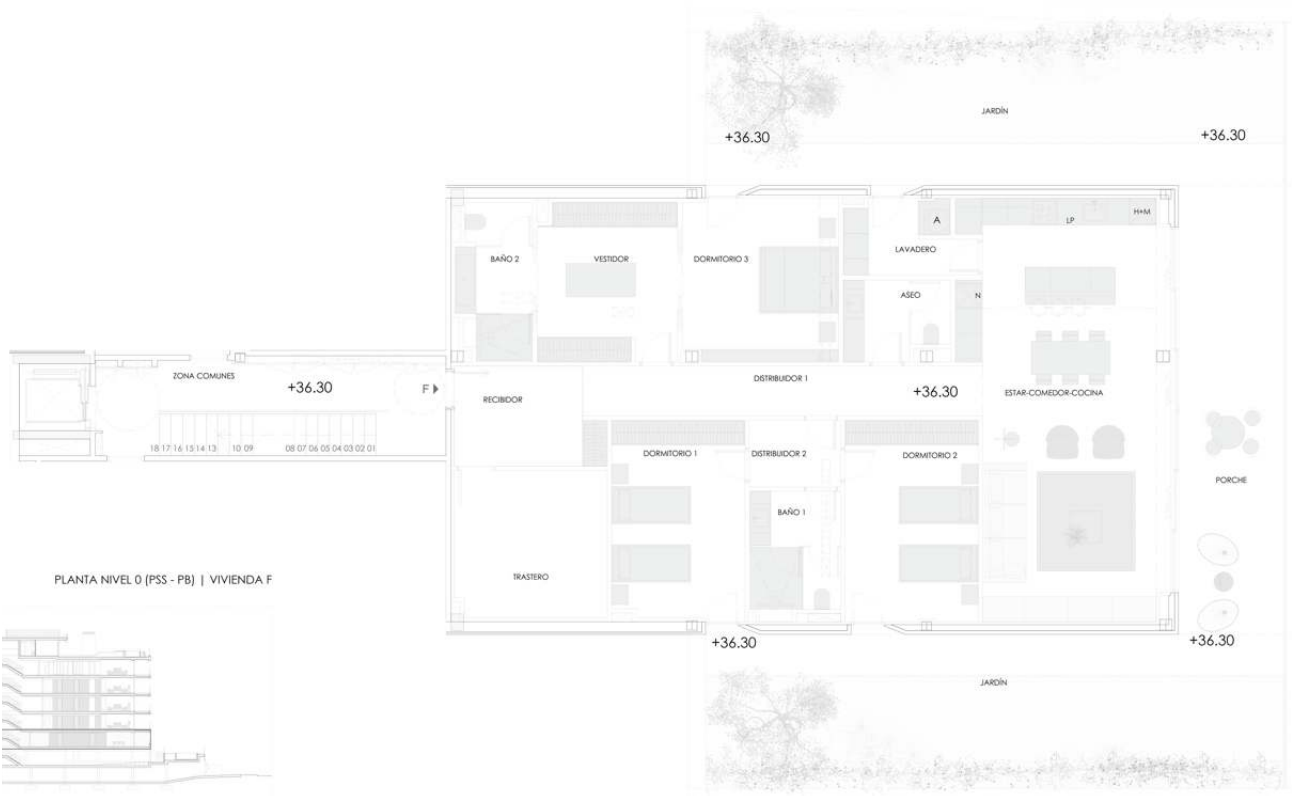 JARDÍN
+36.30
+36.30
A
LP
H+M
LAVADERO
BAÑO 2
VESTIDOR
DORMITORIO 3
ASEO
N
ZONA COMUNES
+36.30
F
RECIBIDOR
DISTRIBUIDOR 1
+36.30
ESTAR-COMEDOR-COCINA
18 17 16 15 14 13 10 09 08 07 06 05 04 03 02 01
DORMITORIO 1
DISTRIBUIDOR 2
DORMITORIO 2
PORCHE
BAÑO 1
TRASTERO
PLANTA NIVEL 0 (PSS - PB) | VIVIENDA F
+36.30
+36.30
JARDÍN